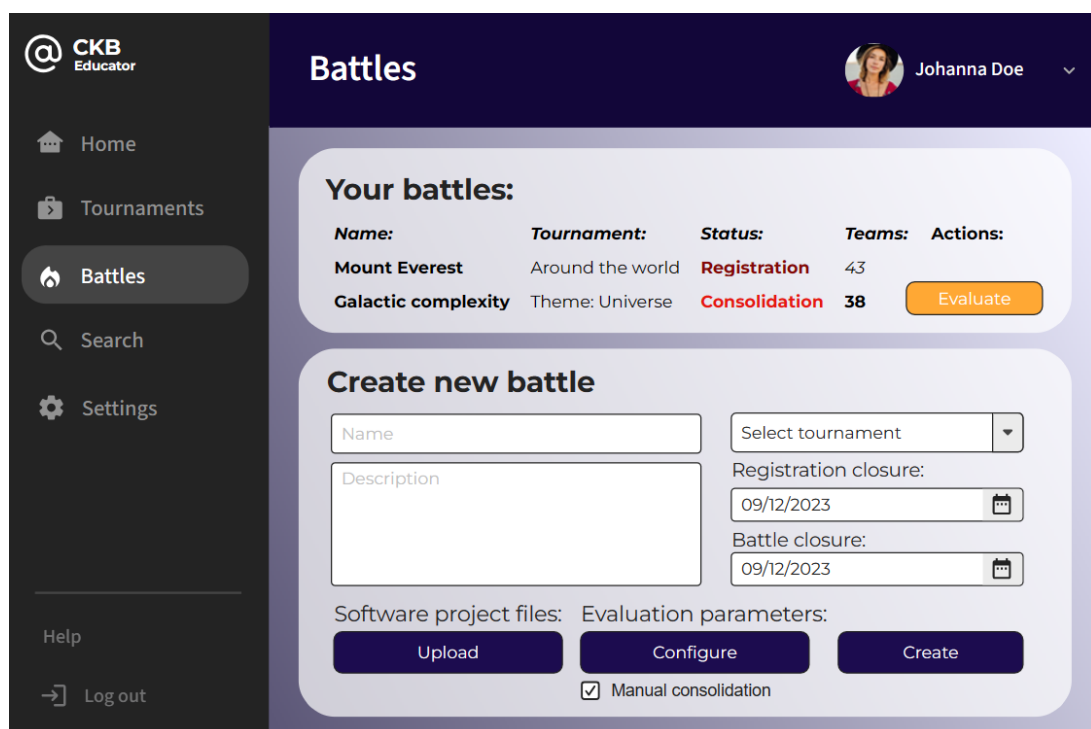 @ CKB
Educator
Home
Tournaments
Battles
Search
Settings
Help
Log out
Battles
Johanna Doe
Your battles:
Name: Tournament: Status: Teams: Actions:
Mount Everest Around the world Registration 43
Galactic complexity Theme: Universe Consolidation 38 Evaluate
Create new battle
Name
Description
Select tournament
Registration closure:
09/12/2023
Battle closure:
09/12/2023
Software project files: Evaluation parameters:
Upload Configure Create
Manual consolidation